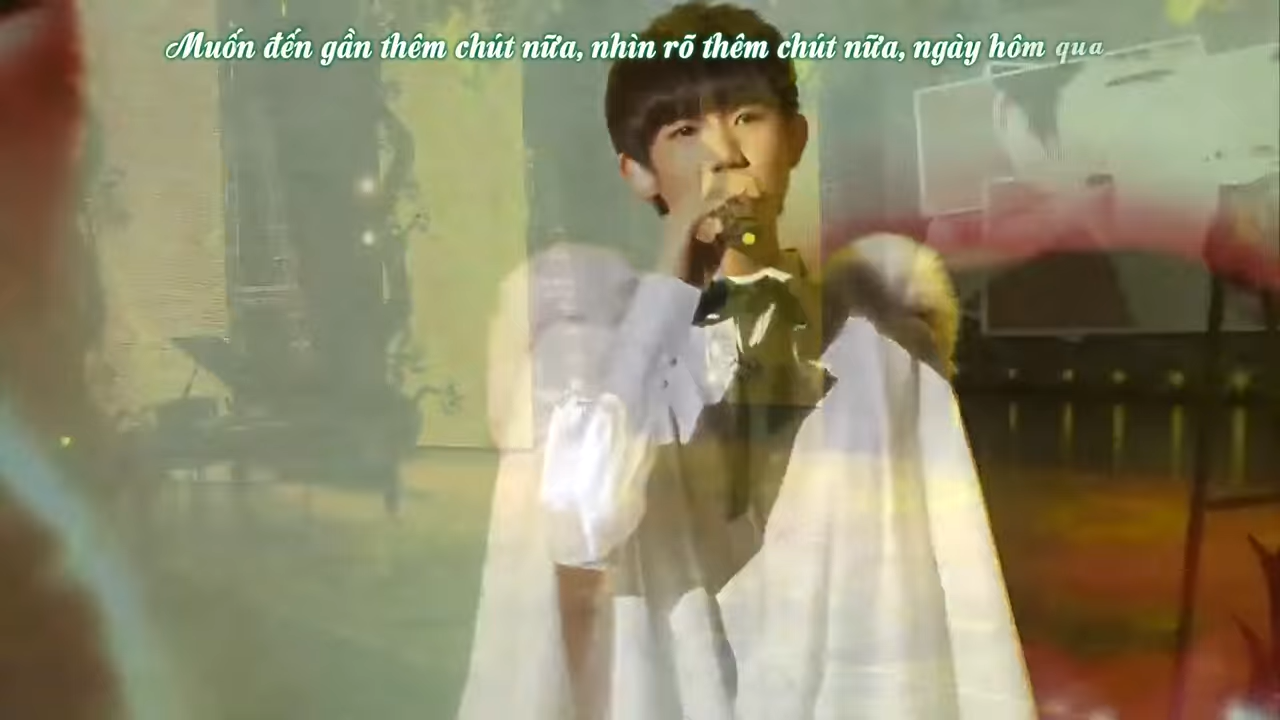 Muốn đến gần thêm chút nữa, nhìn rõ thêm chút nữa, ngày hôm qua